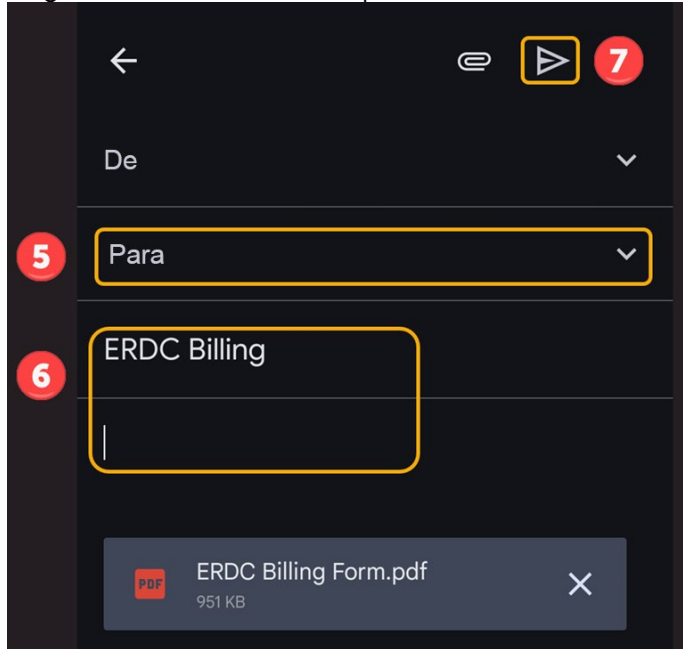 7
De
5 Para
ERDC Billing
6
PDF ERDC Billing Form.pdf
951 KB